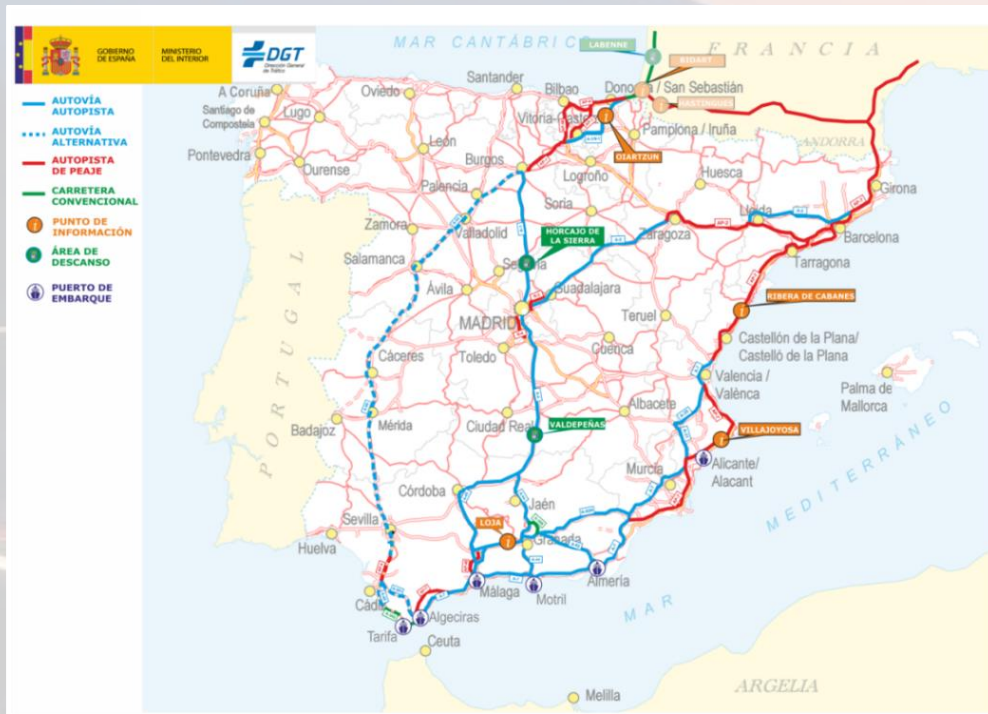 GOBIERNO
DE ESPAÑA
MINISTERIO
DEL INTERIOR
DGT
Dirección General
de Tráfico
AUTOVÍA
AUTOPISTA
AUTOVÍA
ALTERNATIVA
AUTOPISTA
DE PEAJE
CARRETERA
CONVENCIONAL
PUNTO DE
INFORMACIÓN
ÁREA DE
DESCANSO
PUERTO DE
EMBARQUE
MAR CANTÁBRICO
LABENNE
FRANCIA
BIDART
A Coruña
Oviedo
Santander
Bilbao
Donostia / San Sebastián
HASTINGUES
Santiago de
Compostela
Lugo
Vitoria-Gasteiz
Pamplona / Iruña
ANDORRA
León
OIARTZUN
Pontevedra
Ourense
Burgos
Logroño
Huesca
Girona
Palencia
Soria
Zamora
Valladolid
Zaragoza
Lleida
Barcelona
HORCAJO DE
LA SIERRA
Tarragona
Salamanca
Segovia
Ávila
Guadalajara
RIBERA DE CABANES
MADRID
Teruel
PORTUGAL
Toledo
Cuenca
Castellón de la Plana/
Castelló de la Plana
Cáceres
Valencia /
València
Palma de
Mallorca
Badajoz
Mérida
Ciudad Real
VALDEPEÑAS
Albacete
VILLAJOYOSA
MAR MEDITERRÁNEO
Alicante/
Alacant
Murcia
Córdoba
Jaén
Sevilla
LOJA
Huelva
Granada
Almería
Málaga
Motril
Cádiz
Algeciras
Tarifa
Ceuta
ARGELIA
Melilla